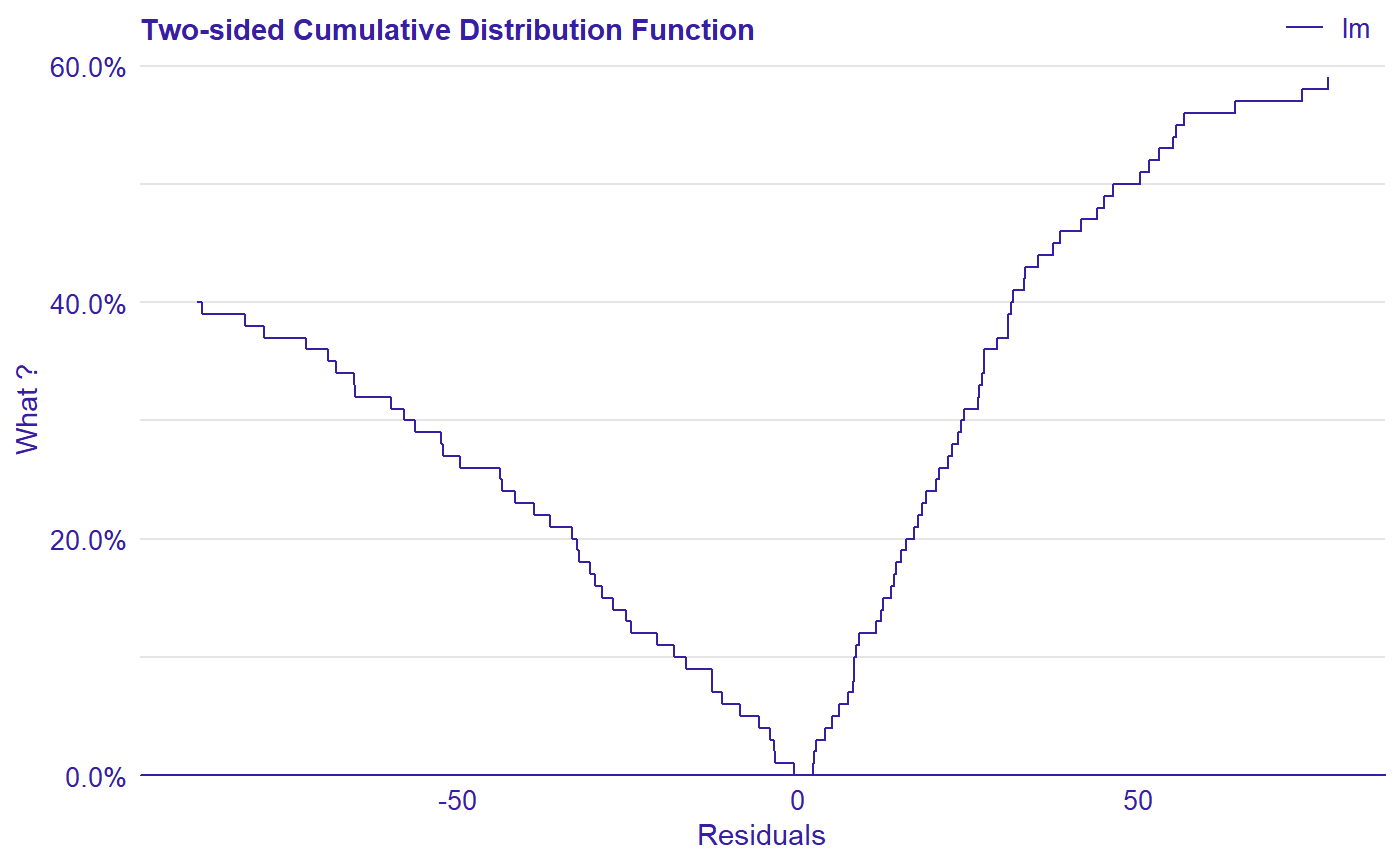 Two-sided Cumulative Distribution Function
lm
60.0%
40.0%
20.0%
0.0%
What ?
-50
0
50
Residuals